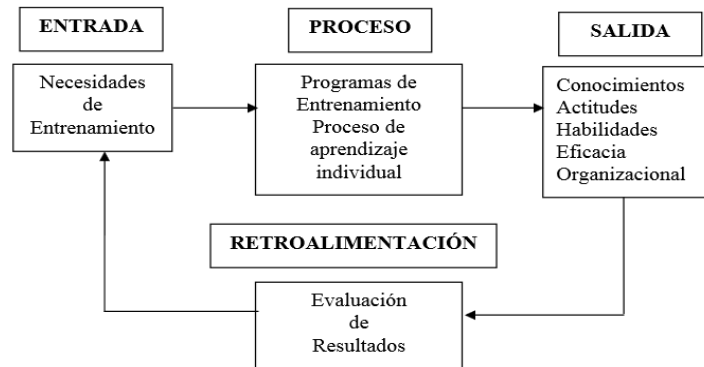 ENTRADA
PROCESO
SALIDA
Necesidades
de
Entrenamiento
Programas de
Entrenamiento
Proceso de
aprendizaje
individual
Conocimientos
Actitudes
Habilidades
Eficacia
Organizacional
RETROALIMENTACIÓN
Evaluación
de
Resultados